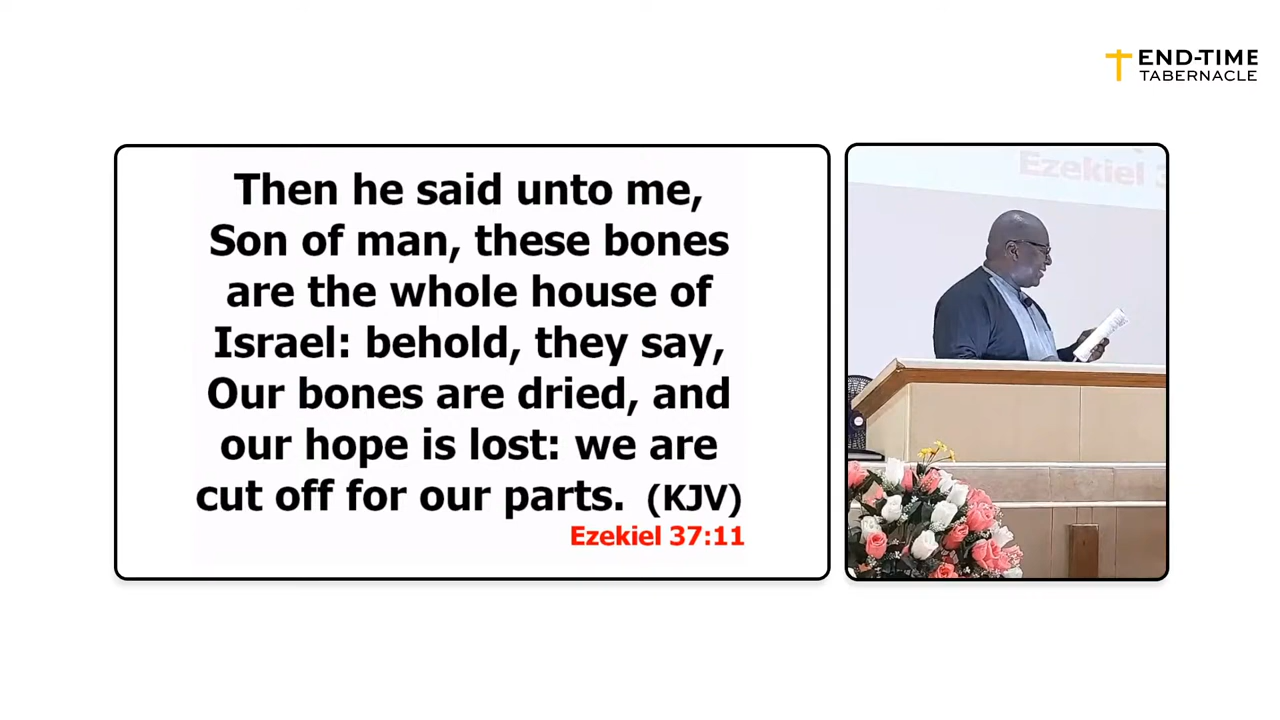 END-TIME
TABERNACLE
Then he said unto me,
Son of man, these bones
are the whole house of
Israel: behold, they say,
Our bones are dried, and
our hope is lost: we are
cut off for our parts. (KJV)
Ezekiel 37:11
Ezekiel 3